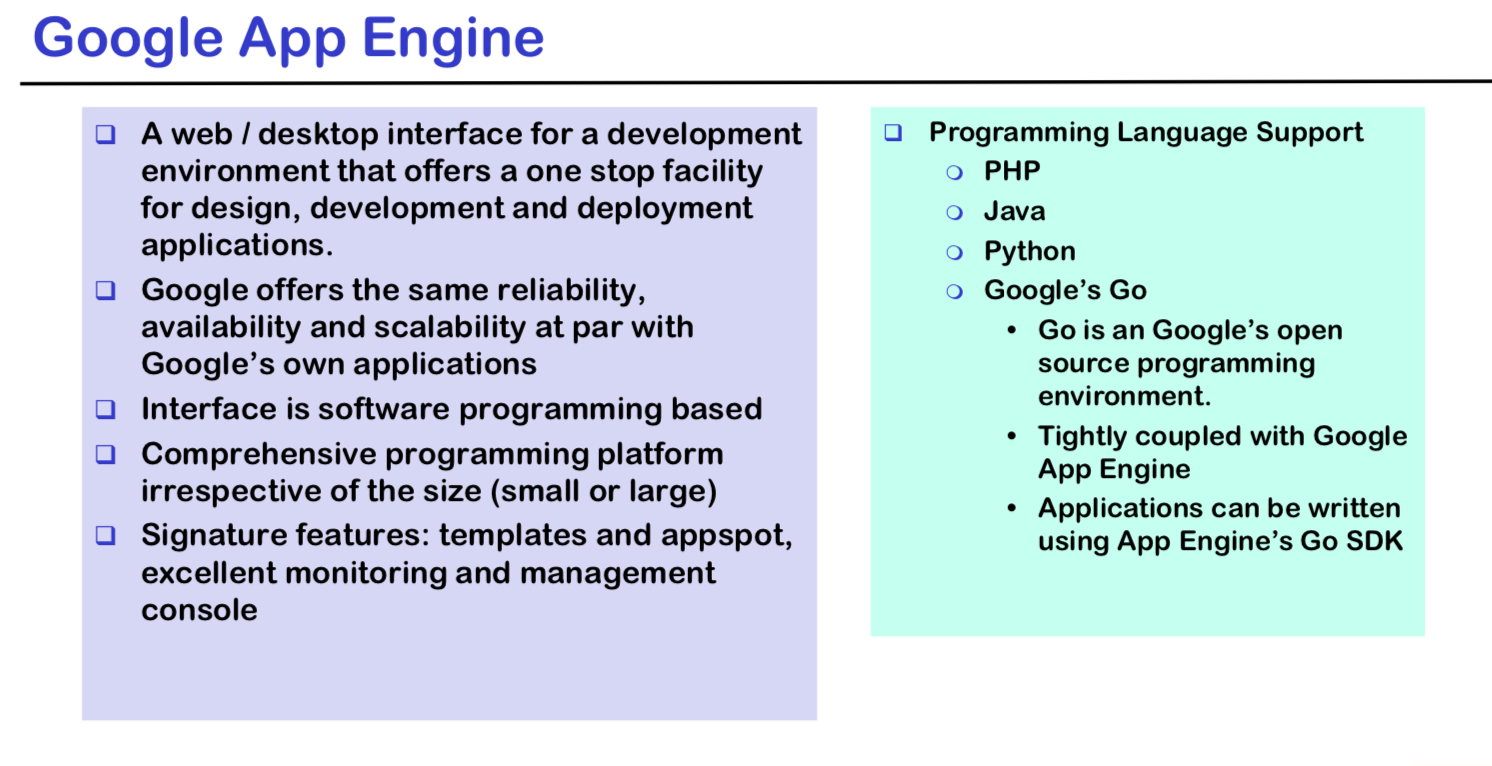 Google App Engine
A web / desktop interface for a development
environment that offers a one stop facility
for design, development and deployment
applications.
Google offers the same reliability,
availability and scalability at par with
Google’s own applications
Interface is software programming based
Comprehensive programming platform
irrespective of the size (small or large)
Signature features: templates and appspot,
excellent monitoring and management
console
Programming Language Support
PHP
Java
Python
Google’s Go
Go is an Google’s open
source programming
environment.
Tightly coupled with Google
App Engine
Applications can be written
using App Engine’s Go SDK